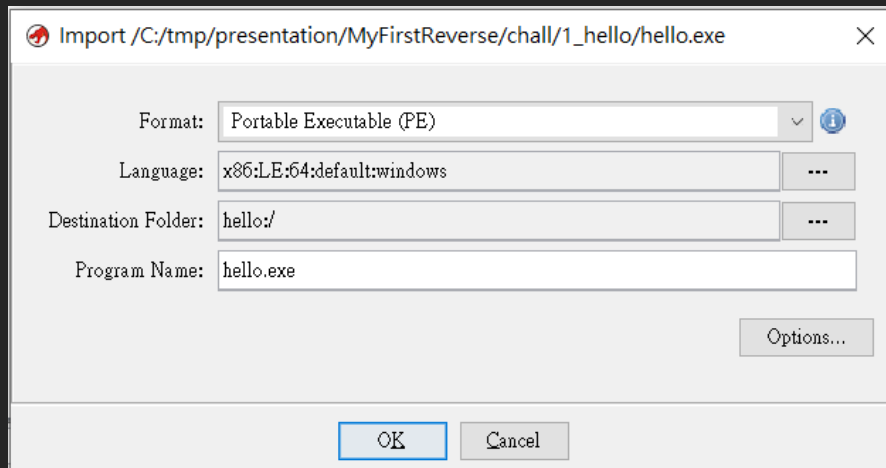 Import /C:/tmp/presentation/MyFirstReverse/chall/1_hello/hello.exe
Format: Portable Executable (PE)
Language: x86:LE:64:default:windows ...
Destination Folder: hello:/ ...
Program Name: hello.exe
Options...
OK Cancel